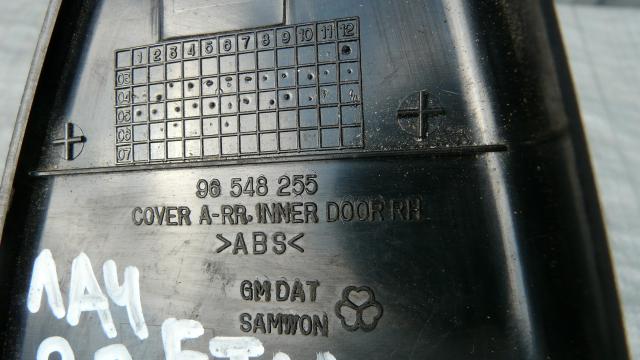 1 2 3 4 5 6 7 8 9 10 11 12
03
04
05
06
07
96 548 255
COVER A-RR, INNER DOOR RH
>ABS<
GM DAT
SAMWON
ЛАЧ